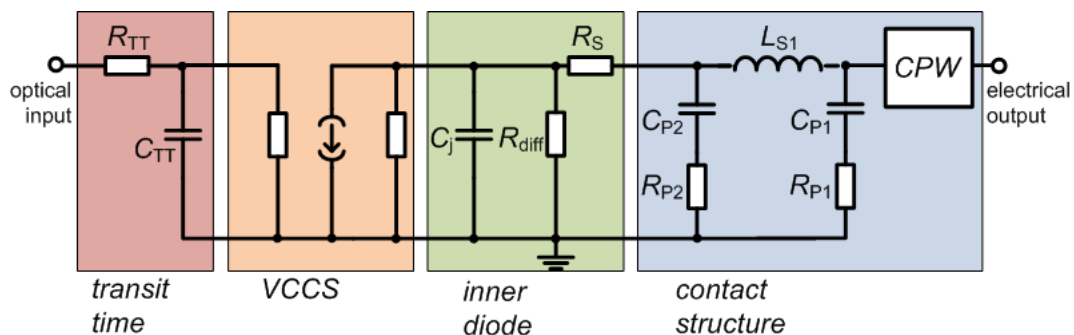 R_TT
R_S
L_S1
CPW
optical
input
electrical
output
C_TT
C_j
R_diff
C_P2
C_P1
R_P2
R_P1
transit
time
VCCS
inner
diode
contact
structure